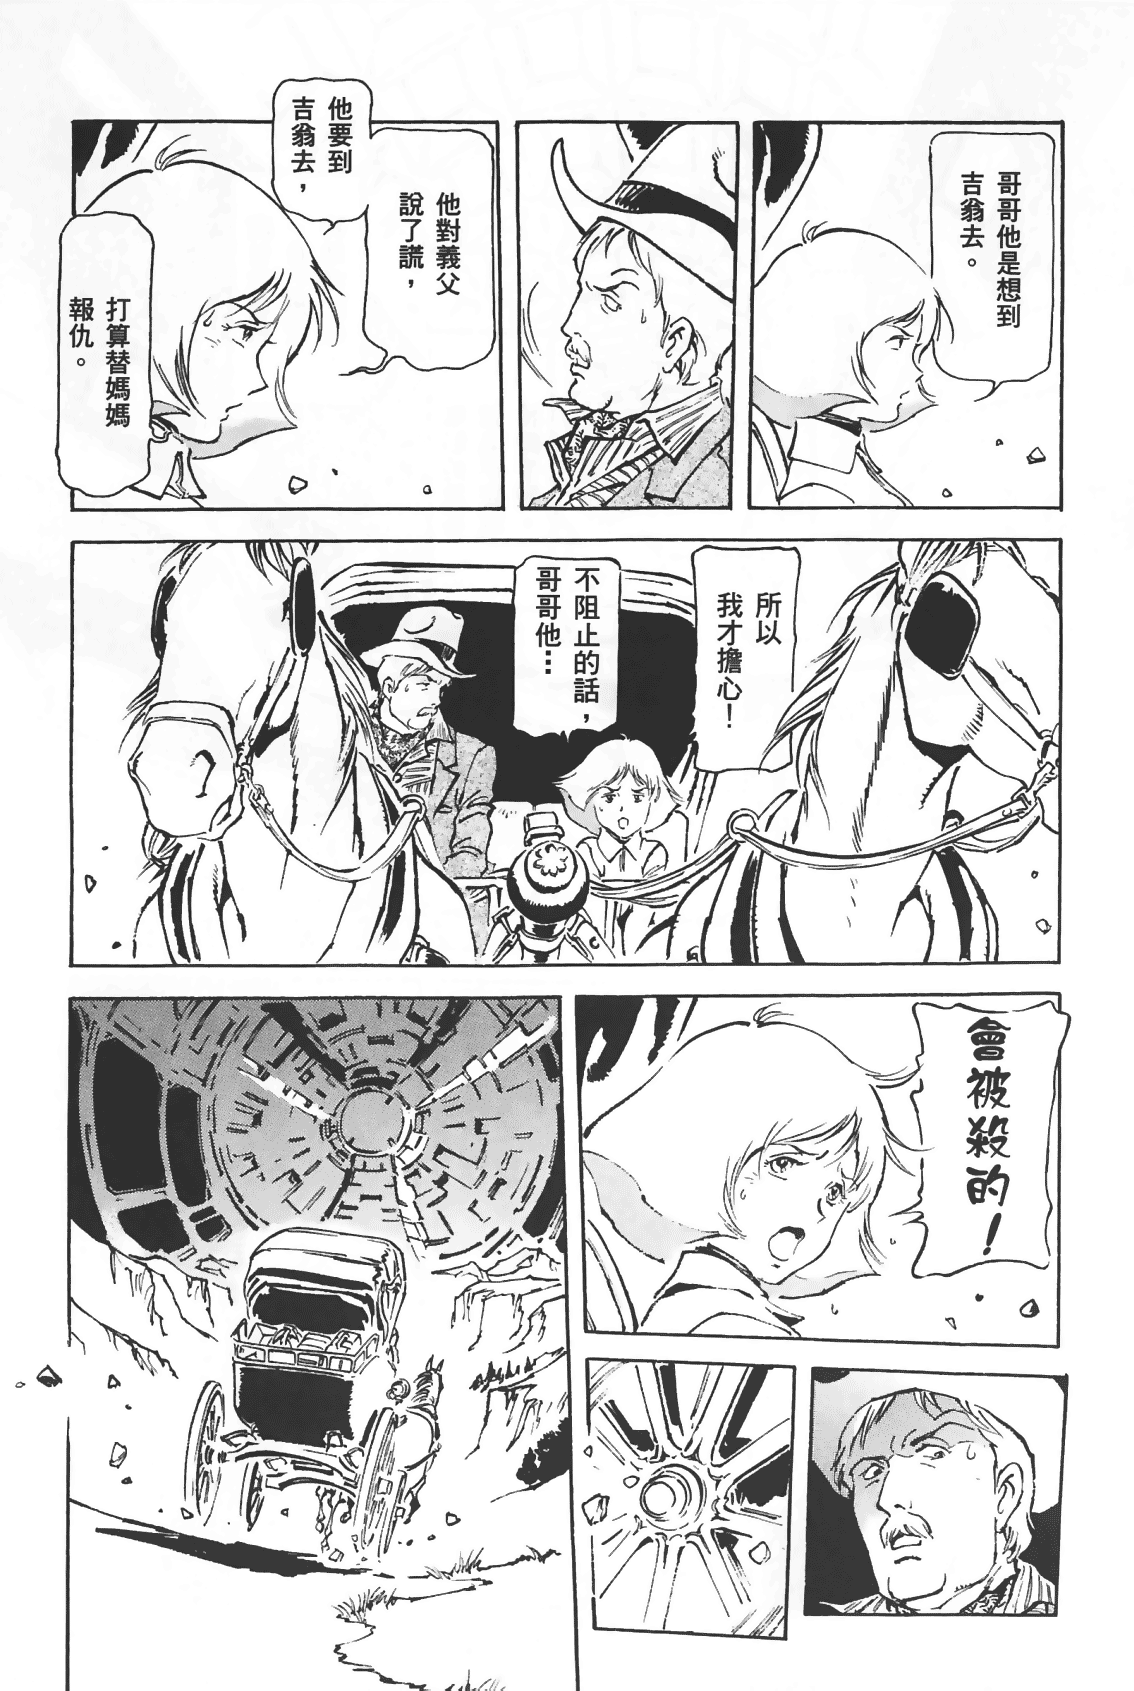 哥哥他是想到
吉翁去。
他對義父
說了謊，
他要到
吉翁去，
打算替媽媽
報仇。
所以
我才擔心！
不阻止的話，
哥哥他…
會被殺的！